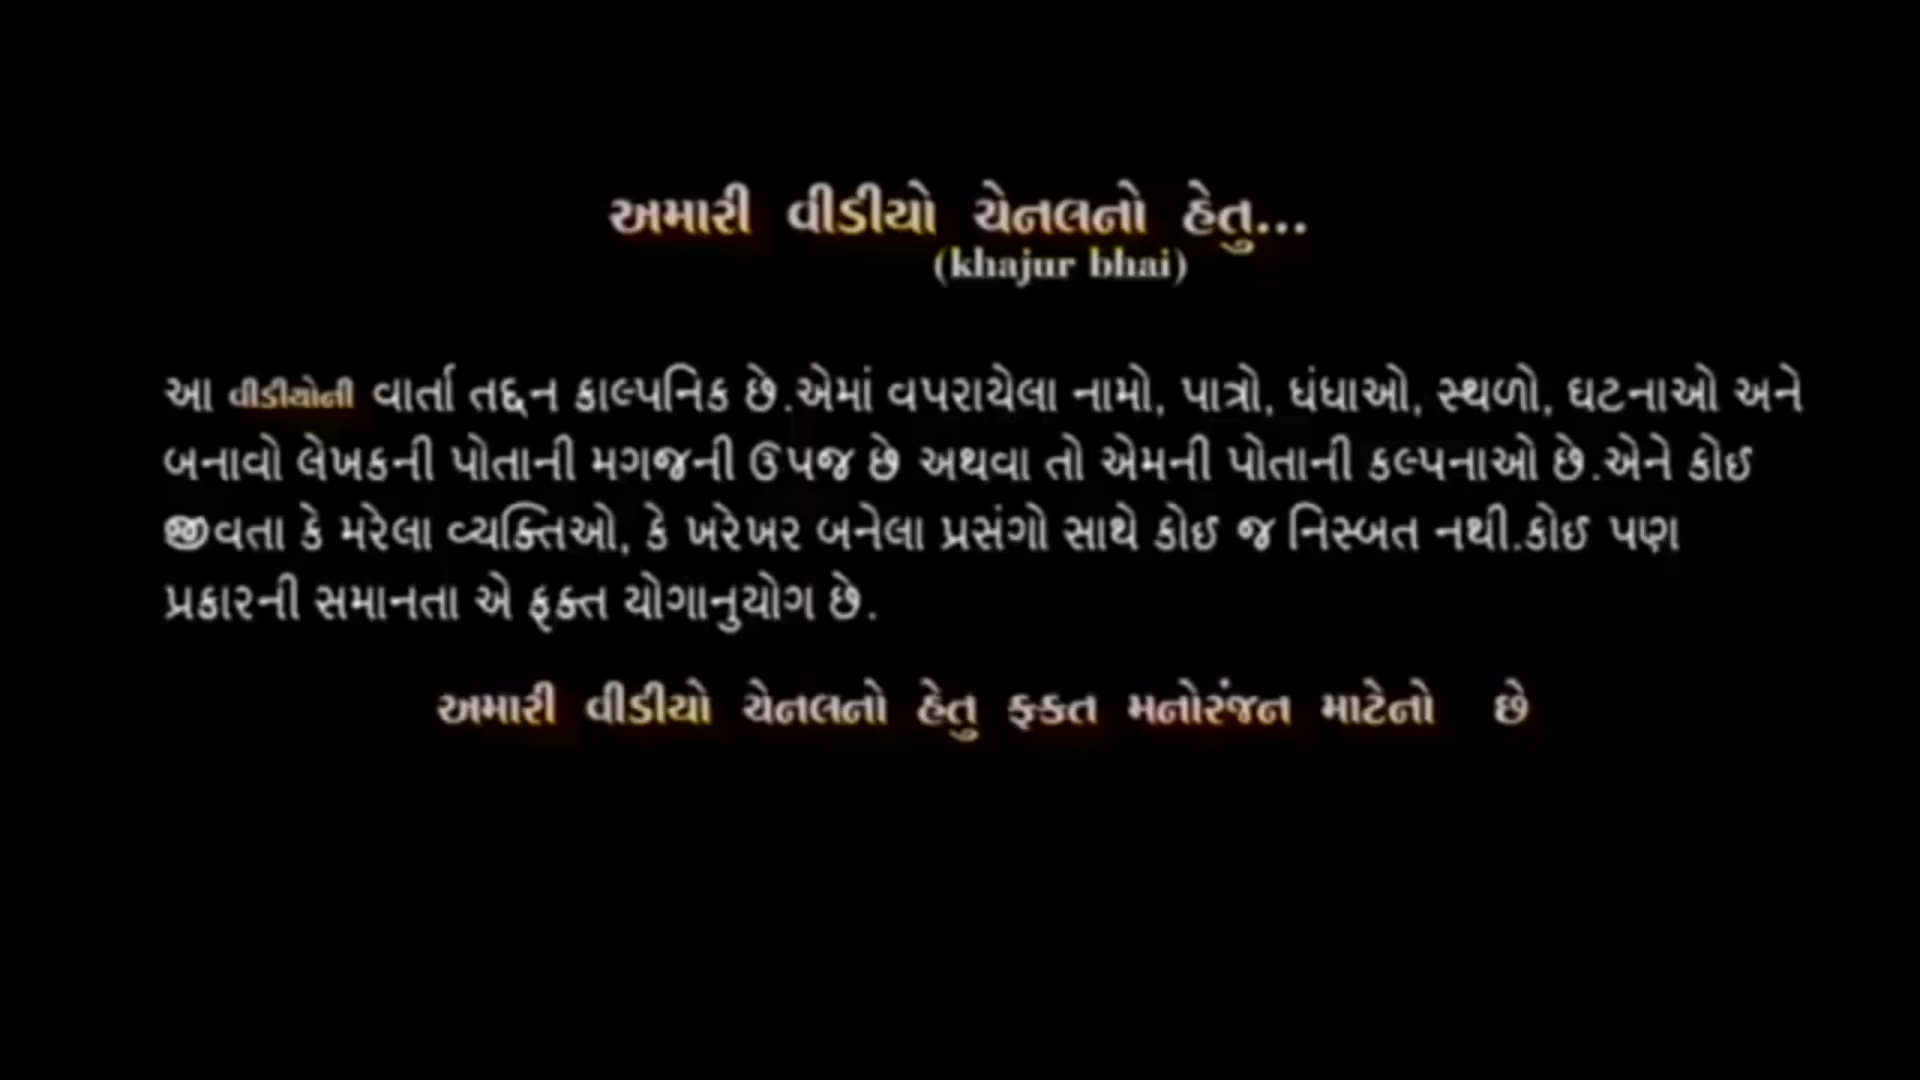 અમારી વીડીયો ચેનલનો હેતુ...
(khajur bhai)
આ વીડીયોની વાર્તા તદ્દન કાલ્પનિક છે.એમાં વપરાયેલા નામો, પાત્રો, ધંધાઓ, સ્થળો, ઘટનાઓ અને
બનાવો લેખકની પોતાની મગજની ઉપજ છે અથવા તો એમની પોતાની કલ્પનાઓ છે.એને કોઈ
જીવતા કે મરેલા વ્યક્તિઓ, કે ખરેખર બનેલા પ્રસંગો સાથે કોઈ જ નિસ્બત નથી.કોઈ પણ
પ્રકારની સમાનતા એ ફક્ત યોગાનુયોગ છે.
અમારી વીડીયો ચેનલનો હેતુ ફકત મનોરંજન માટેનો છે